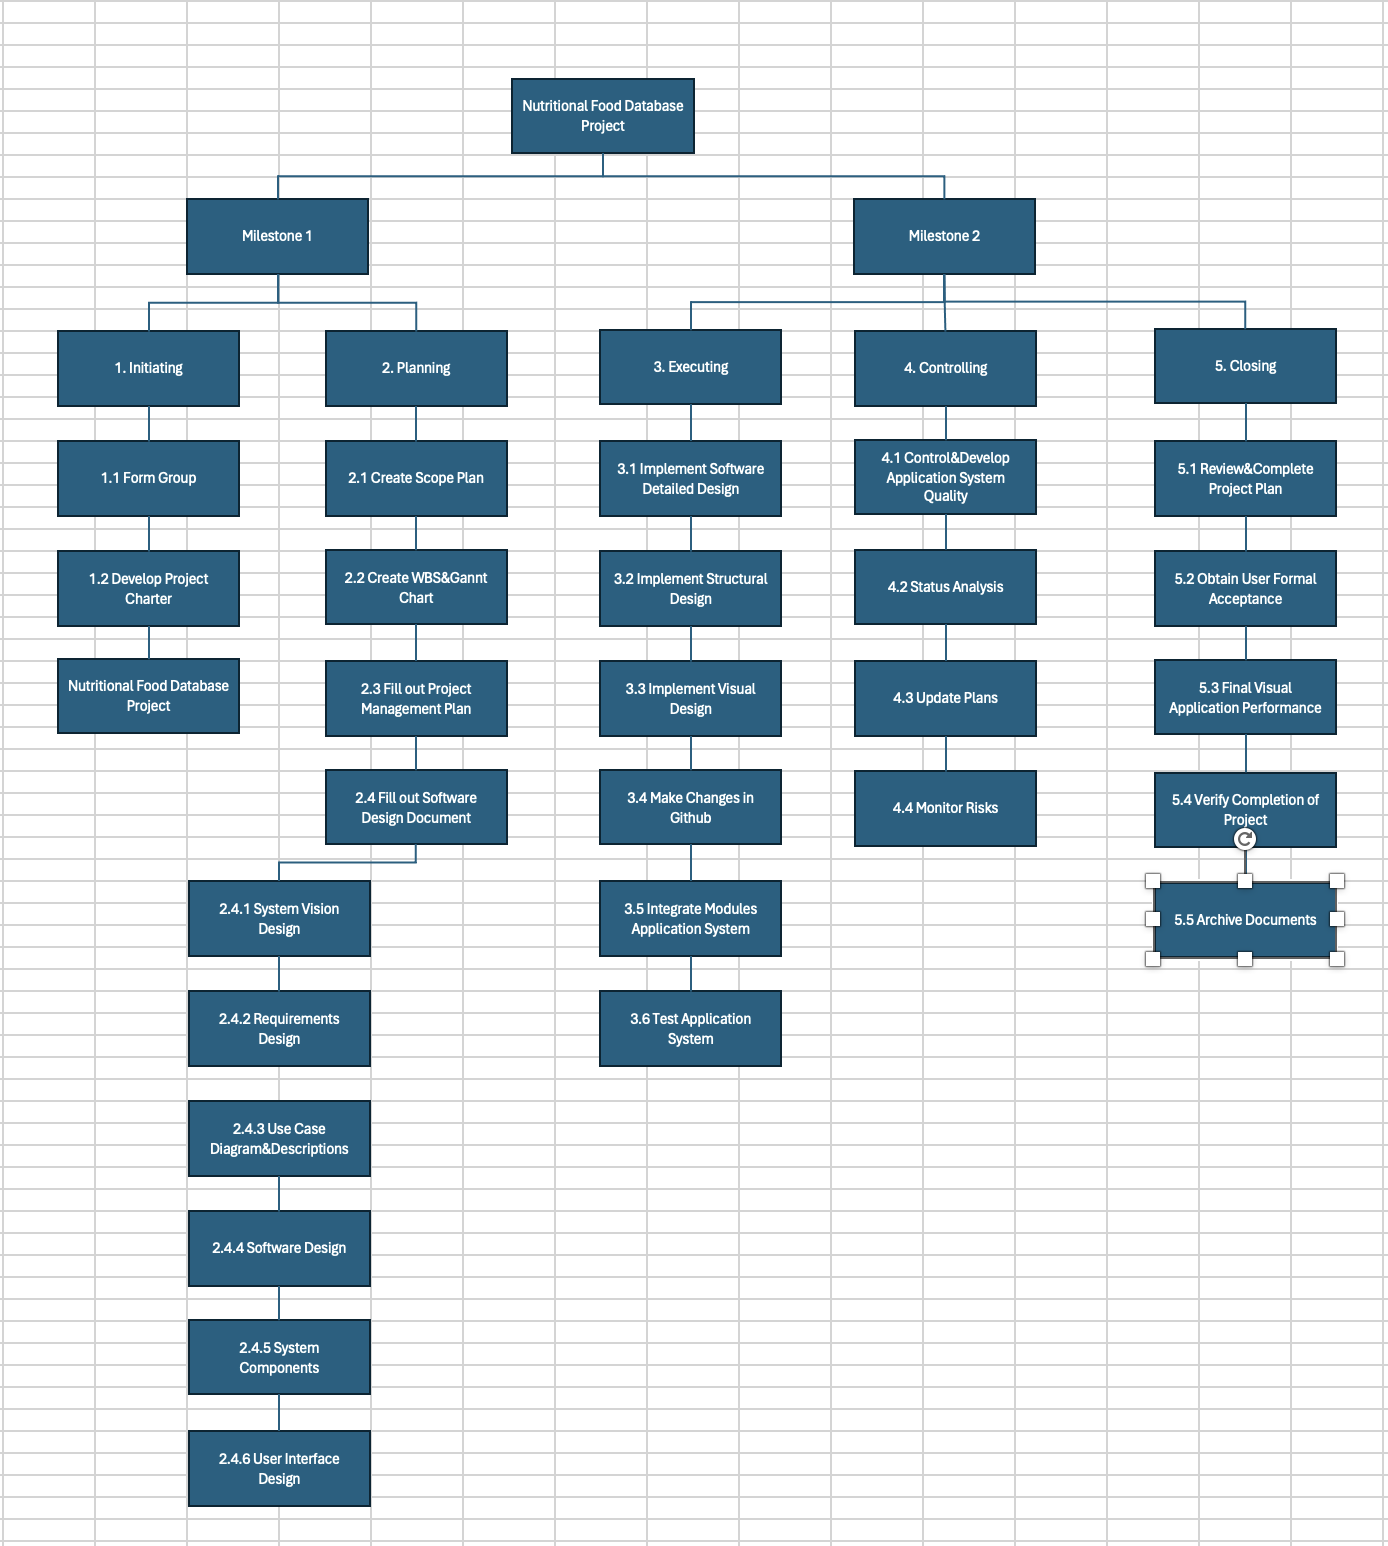 Nutritional Food Database
Project
Milestone 1
Milestone 2
1. Initiating
2. Planning
3. Executing
4. Controlling
5. Closing
1.1 Form Group
2.1 Create Scope Plan
3.1 Implement Software
Detailed Design
4.1 Control&Develop
Application System
Quality
5.1 Review&Complete
Project Plan
1.2 Develop Project
Charter
2.2 Create WBS&Gannt
Chart
3.2 Implement Structural
Design
4.2 Status Analysis
5.2 Obtain User Formal
Acceptance
Nutritional Food Database
Project
2.3 Fill out Project
Management Plan
3.3 Implement Visual
Design
4.3 Update Plans
5.3 Final Visual
Application Performance
2.4 Fill out Software
Design Document
3.4 Make Changes in
Github
4.4 Monitor Risks
5.4 Verify Completion of
Project
2.4.1 System Vision
Design
3.5 Integrate Modules
Application System
5.5 Archive Documents
2.4.2 Requirements
Design
3.6 Test Application
System
2.4.3 Use Case
Diagram&Descriptions
2.4.4 Software Design
2.4.5 System
Components
2.4.6 User Interface
Design